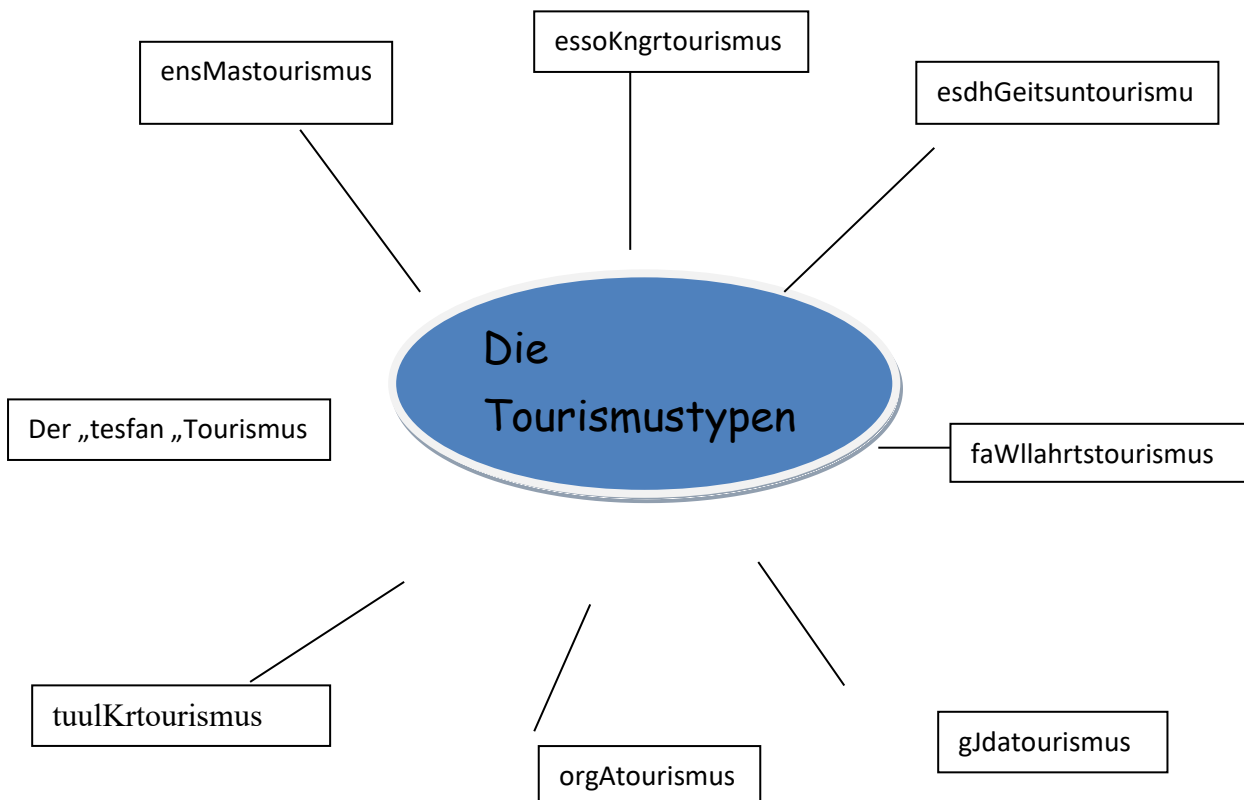 essoKngrtourismus
ensMastourismus
esdhGeitsuntourismu
Die
Tourismustypen
Der „tesfan „Tourismus
faWllahrtstourismus
tuulKrtourismus
gJdatourismus
orgAtourismus